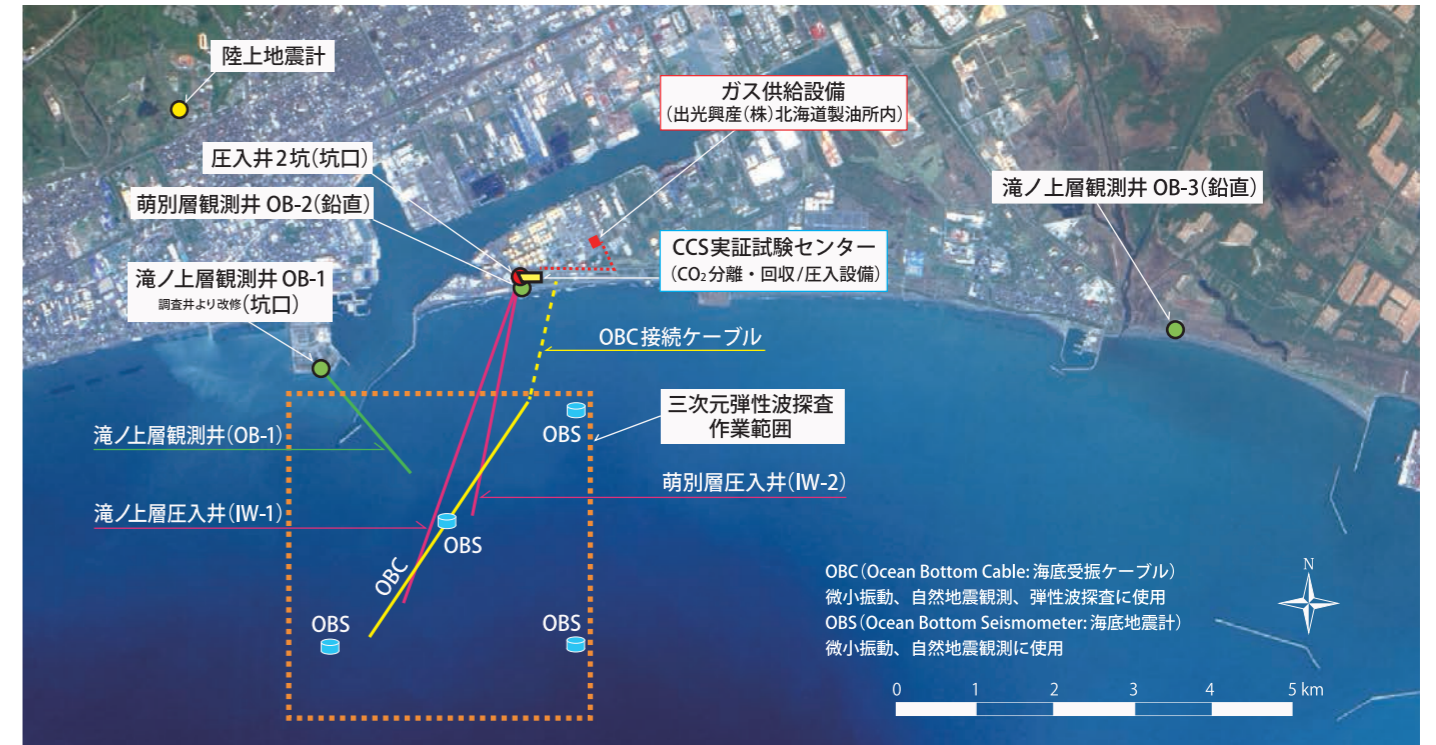 陸上地震計
ガス供給設備
(出光興産(株)北海道製油所内)
圧入井2坑(坑口)
萌別層観測井 OB-2(鉛直)
滝ノ上層観測井 OB-3(鉛直)
CCS実証試験センター
(CO₂分離・回収/圧入設備)
滝ノ上層観測井 OB-1
調査井より改修(坑口)
OBC接続ケーブル
三次元弾性波探査
作業範囲
OBS
滝ノ上層観測井(OB-1)
萌別層圧入井(IW-2)
滝ノ上層圧入井(IW-1)
OBS
OBC
OBS
OBS
OBC(Ocean Bottom Cable:海底受振ケーブル)
微小振動、自然地震観測、弾性波探査に使用
OBS(Ocean Bottom Seismometer:海底地震計)
微小振動、自然地震観測に使用
N
0 1 2 3 4 5 km